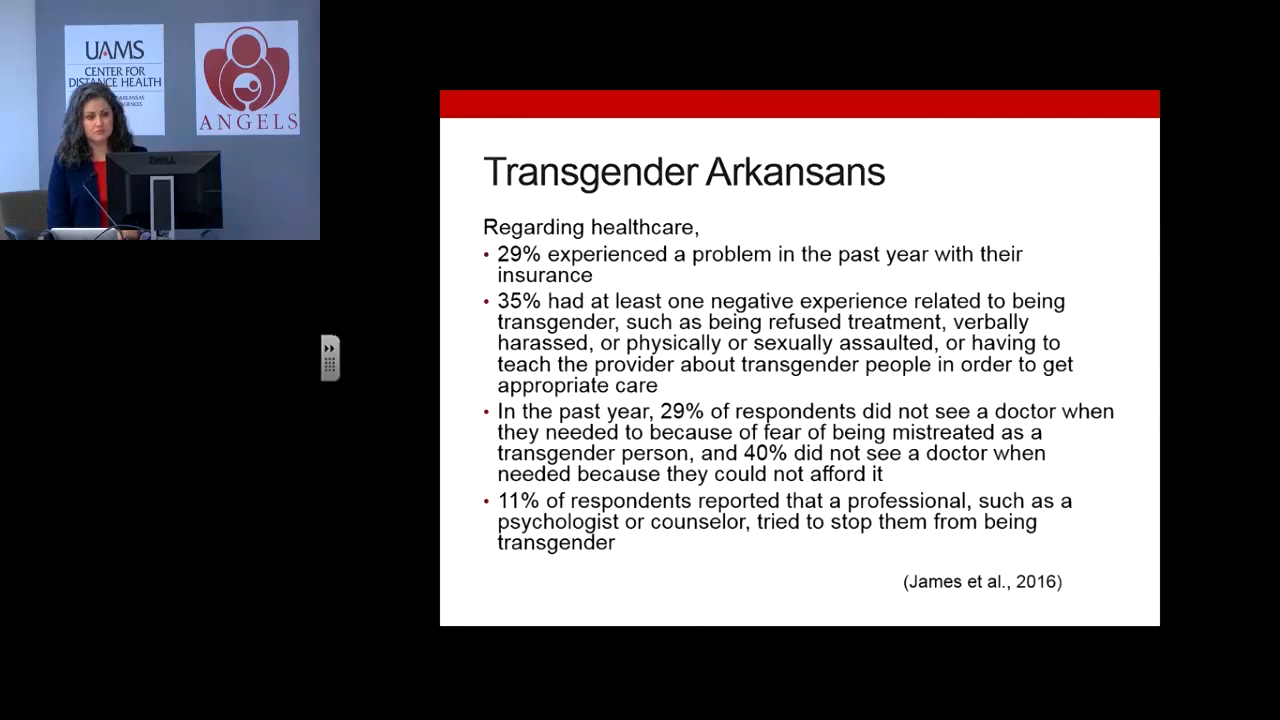 UAMS
CENTER FOR
DISTANCE HEALTH
ANGELS
DELL
Transgender Arkansans
Regarding healthcare,
• 29% experienced a problem in the past year with their
insurance
• 35% had at least one negative experience related to being
transgender, such as being refused treatment, verbally
harassed, or physically or sexually assaulted, or having to
teach the provider about transgender people in order to get
appropriate care
• In the past year, 29% of respondents did not see a doctor when
they needed to because of fear of being mistreated as a
transgender person, and 40% did not see a doctor when
needed because they could not afford it
• 11% of respondents reported that a professional, such as a
psychologist or counselor, tried to stop them from being
transgender
(James et al., 2016)